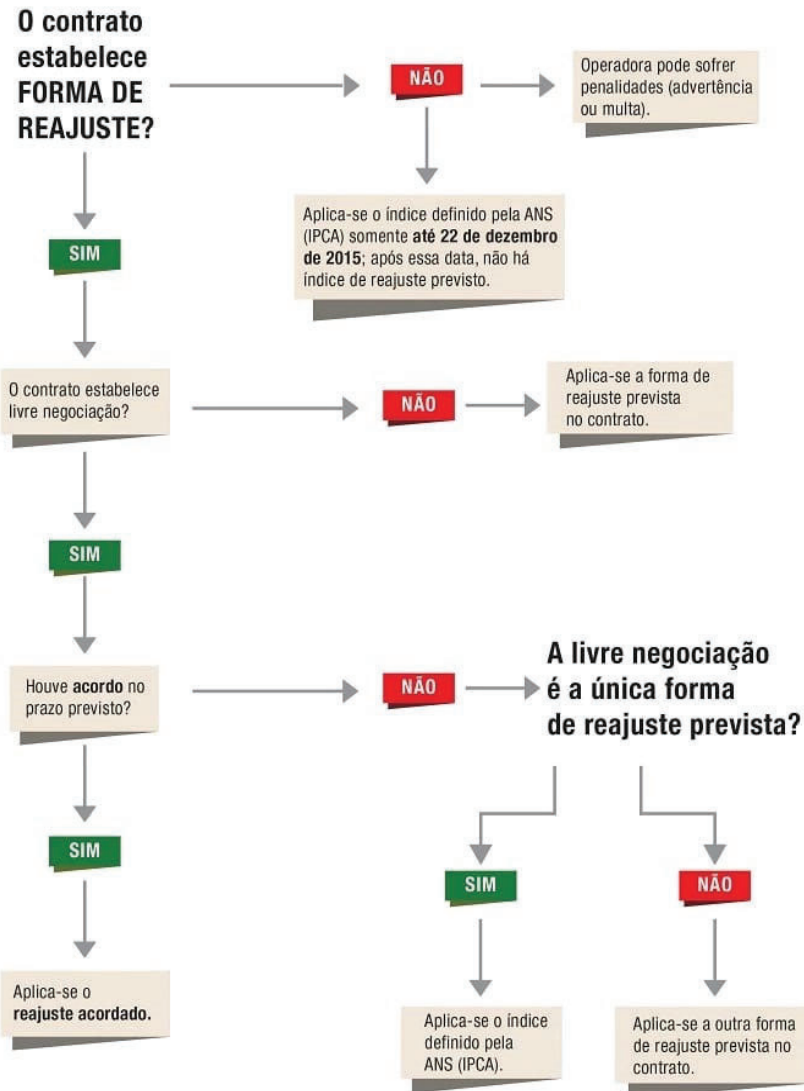 O contrato
estabelece
FORMA DE
REAJUSTE?
NÃO
Operadora pode sofrer
penalidades (advertência
ou multa).
Aplica-se o índice definido pela ANS
(IPCA) somente até 22 de dezembro
de 2015; após essa data, não há
índice de reajuste previsto.
SIM
O contrato estabelece
livre negociação?
NÃO
Aplica-se a forma de
reajuste prevista
no contrato.
SIM
Houve acordo no
prazo previsto?
NÃO
A livre negociação
é a única forma
de reajuste prevista?
SIM
Aplica-se o
reajuste acordado.
SIM
Aplica-se o índice
definido pela
ANS (IPCA).
NÃO
Aplica-se a outra forma
de reajuste prevista no
contrato.